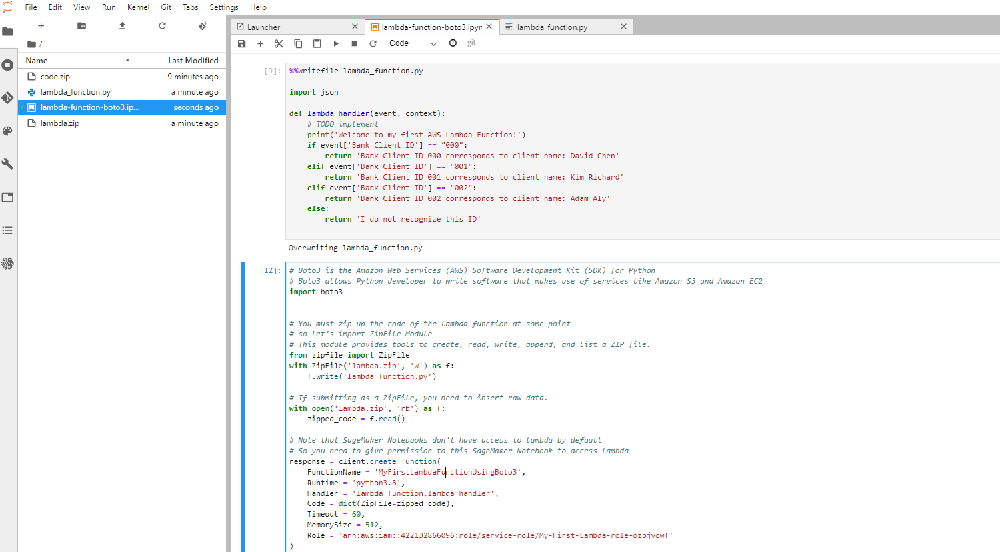 File Edit View Run Kernel Git Tabs Settings Help
Launcher
lambda-function-boto3.ipyn
lambda_function.py
Code
git
/
Name Last Modified
code.zip 9 minutes ago
lambda_function.py a minute ago
lambda-function-boto3.ip... seconds ago
lambda.zip a minute ago
[9]:
%%writefile lambda_function.py
import json
def lambda_handler(event, context):
    # TODO implement
    print('Welcome to my first AWS Lambda Function!')
    if event['Bank Client ID'] == "000":
        return 'Bank Client ID 000 corresponds to client name: David Chen'
    elif event['Bank Client ID'] == "001":
        return 'Bank Client ID 001 corresponds to client name: Kim Richard'
    elif event['Bank Client ID'] == "002":
        return 'Bank Client ID 002 corresponds to client name: Adam Aly'
    else:
        return 'I do not recognize this ID'
Overwriting lambda_function.py
[12]:
# Boto3 is the Amazon Web Services (AWS) Software Development Kit (SDK) for Python
# Boto3 allows Python developer to write software that makes use of services like Amazon S3 and Amazon EC2
import boto3
# You must zip up the code of the lambda function at some point
# so let's import ZipFile Module
# This module provides tools to create, read, write, append, and list a ZIP file.
from zipfile import ZipFile
with ZipFile('lambda.zip', 'w') as f:
    f.write('lambda_function.py')
# If submitting as a ZipFile, you need to insert raw data.
with open('lambda.zip', 'rb') as f:
    zipped_code = f.read()
# Note that SageMaker Notebooks don't have access to lambda by default
# So you need to give permission to this SageMaker Notebook to access lambda
response = client.create_function(
    FunctionName = 'MyFirstLambdaFunctionUsingBoto3',
    Runtime = 'python3.8',
    Handler = 'lambda_function.lambda_handler',
    Code = dict(ZipFile=zipped_code),
    Timeout = 60,
    MemorySize = 512,
    Role = 'arn:aws:iam::422132866096:role/service-role/My-First-Lambda-role-ozpjvowf'
)